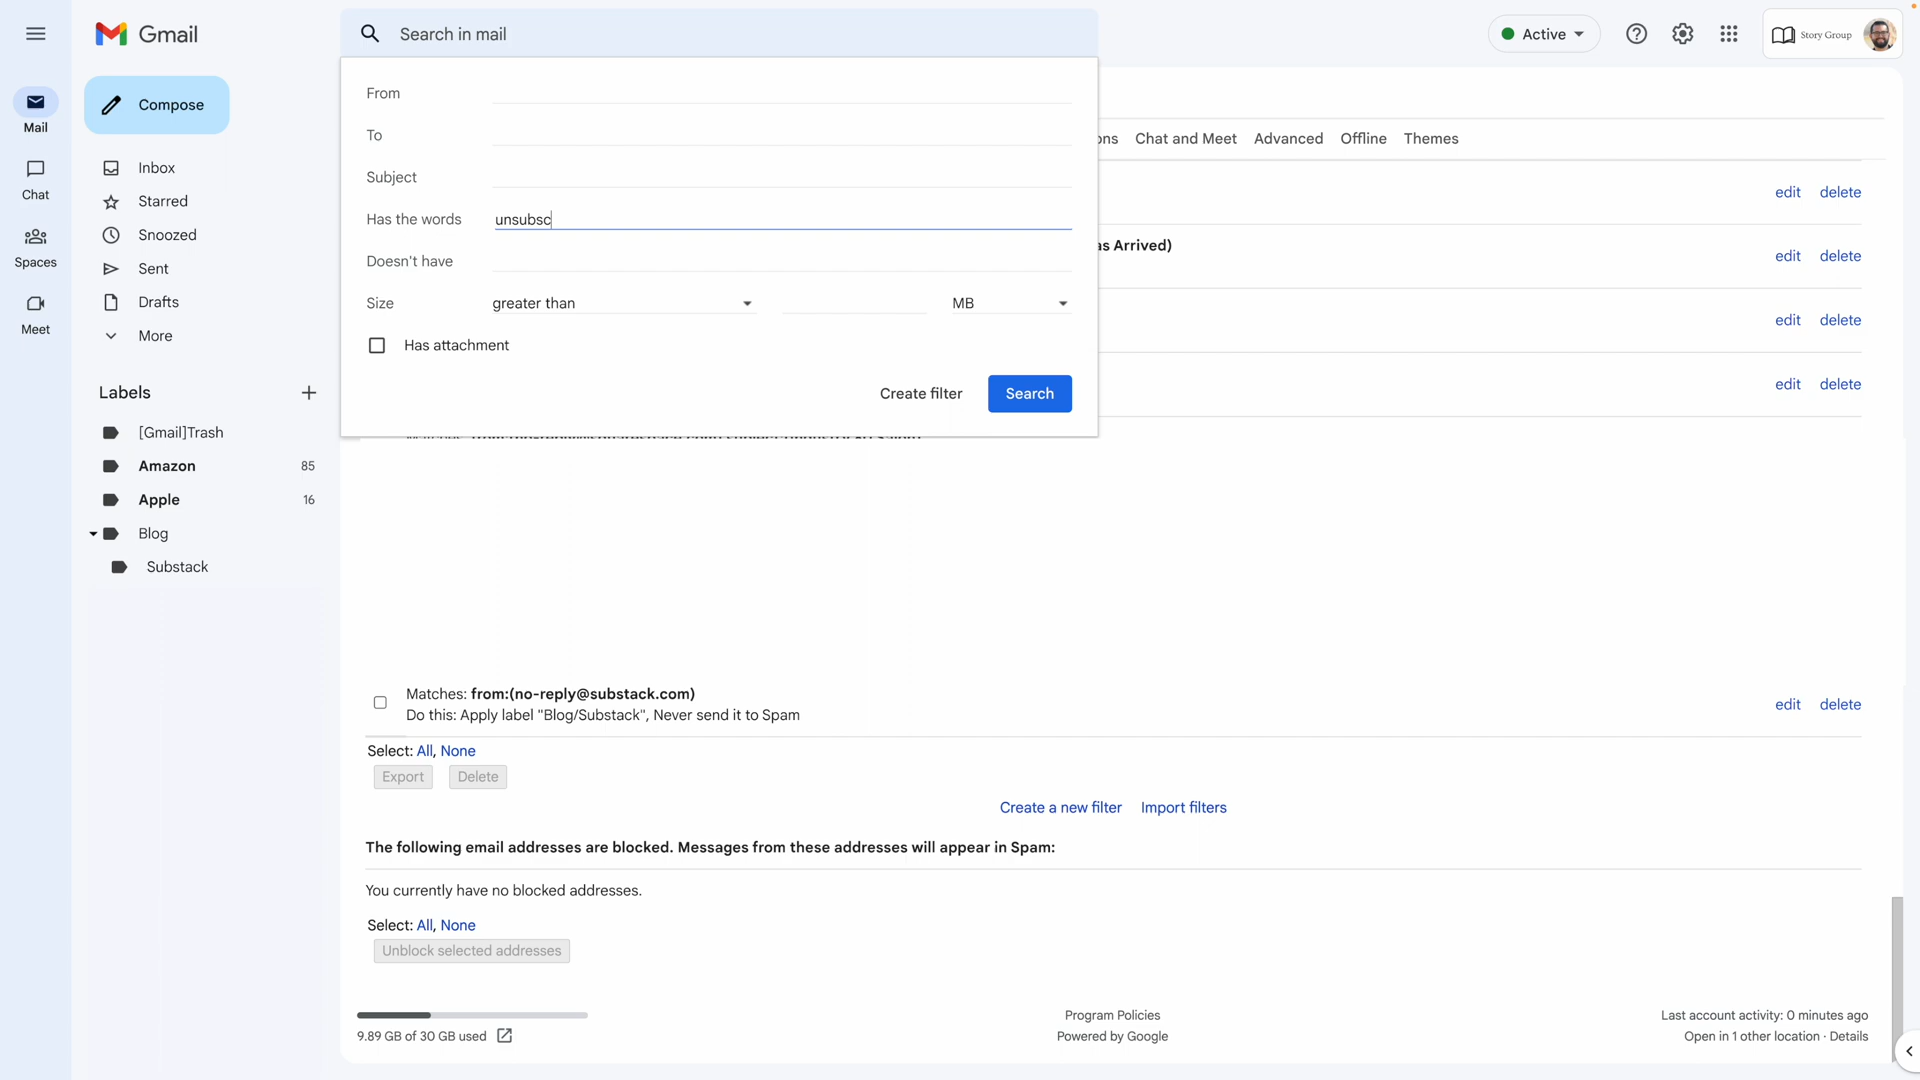 Gmail
Search in mail
Active
Story Group
Mail
Compose
Chat
Spaces
Meet
Inbox
Starred
Snoozed
Sent
Drafts
More
Labels
[Gmail]Trash
Amazon 85
Apple 16
Blog
Substack
From
To
Subject
Has the words unsubsc
Doesn't have
Size greater than MB
Has attachment
Create filter Search
ons Chat and Meet Advanced Offline Themes
edit delete
as Arrived)
edit delete
edit delete
edit delete
Matches: from:(no-reply@substack.com)
Do this: Apply label "Blog/Substack", Never send it to Spam
edit delete
Select: All, None
Export Delete
Create a new filter Import filters
The following email addresses are blocked. Messages from these addresses will appear in Spam:
You currently have no blocked addresses.
Select: All, None
Unblock selected addresses
9.89 GB of 30 GB used
Program Policies
Powered by Google
Last account activity: 0 minutes ago
Open in 1 other location · Details